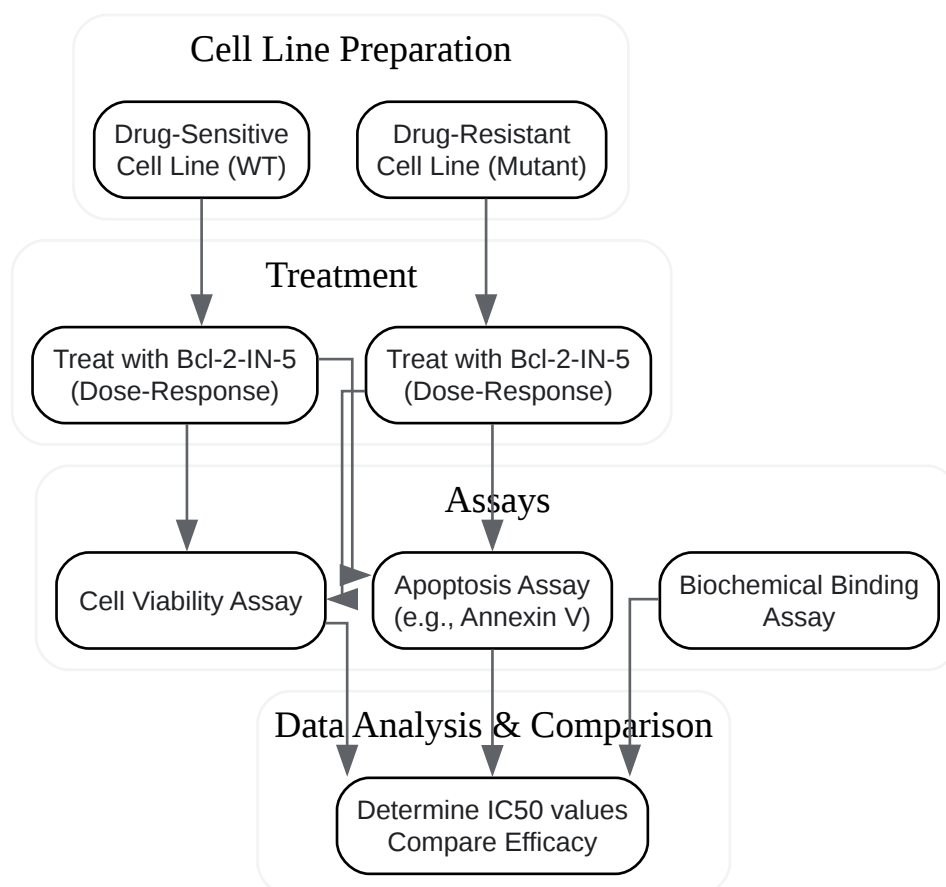 Cell Line Preparation
Drug-Sensitive
Cell Line (WT)
Drug-Resistant
Cell Line (Mutant)
Treatment
Treat with Bcl-2-IN-5
(Dose-Response)
Treat with Bcl-2-IN-5
(Dose-Response)
Assays
Cell Viability Assay
Apoptosis Assay
(e.g., Annexin V)
Biochemical Binding
Assay
Data Analysis & Comparison
Determine IC50 values
Compare Efficacy